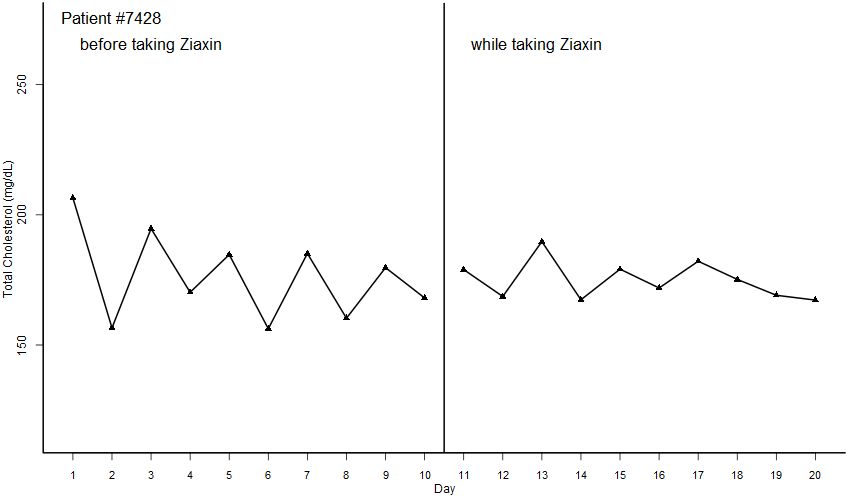 Patient #7428
before taking Ziaxin
while taking Ziaxin
Total Cholesterol (mg/dL)
250
200
150
1 2 3 4 5 6 7 8 9 10 11 12 13 14 15 16 17 18 19 20
Day